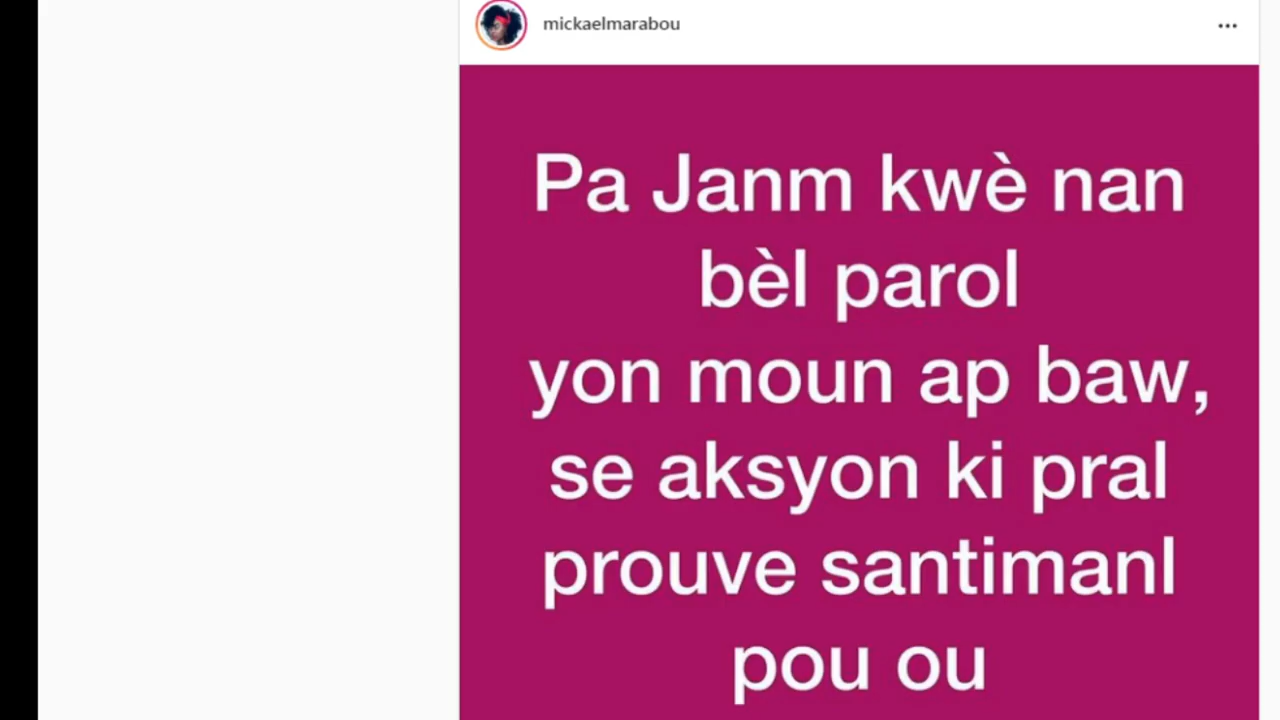 mickaelmarabou
Pa Janm kwè nan
bèl parol
yon moun ap baw,
se aksyon ki pral
prouve santimanl
pou ou